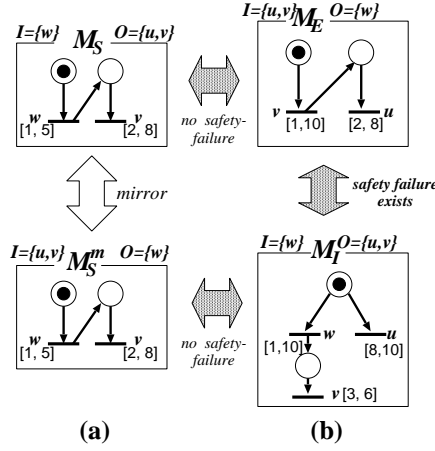 I={w} M_S O={u,v}
w v
[1, 5] [2, 8]
no safety-
failure
I={u,v} M_E O={w}
v u
[1,10] [2, 8]
mirror
safety failure
exists
I={u,v} M_S^m O={w}
w v
[1, 5] [2, 8]
no safety-
failure
I={w} M_I O={u,v}
w u
[1,10] [8,10]
v [3, 6]
(a) (b)